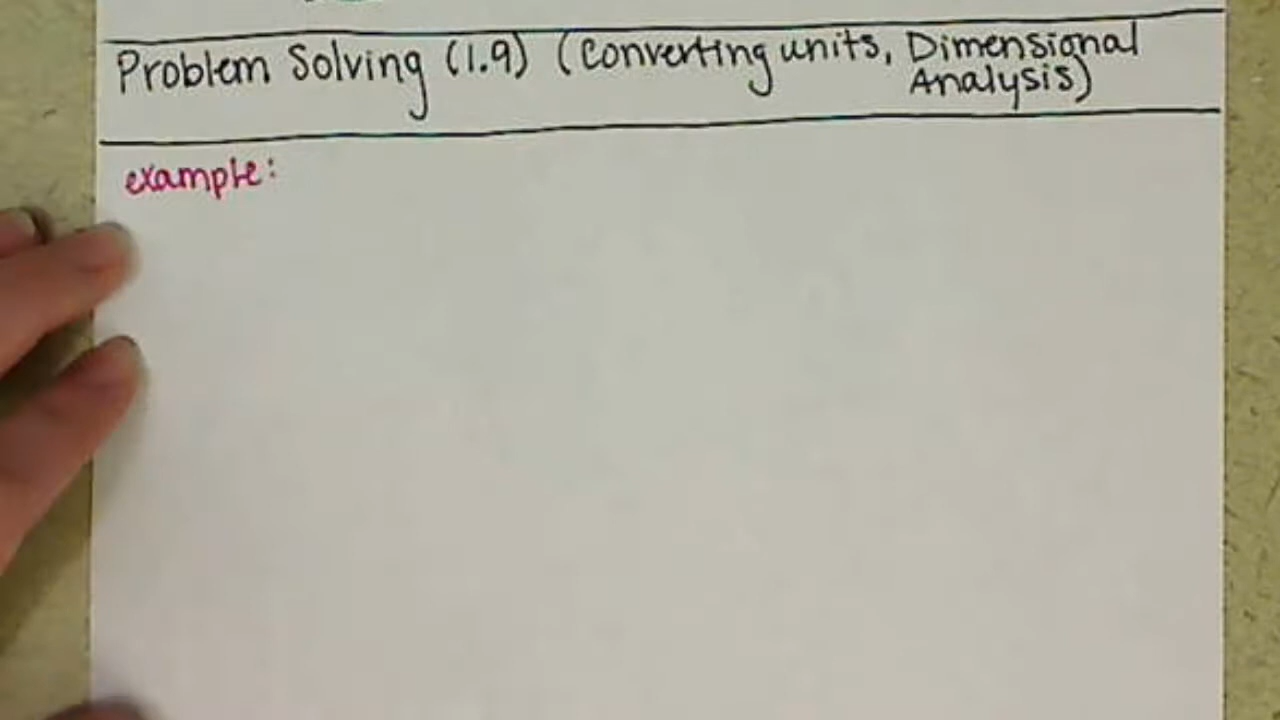 Problem Solving (1.9) (Converting units, Dimensional
Analysis)
example: